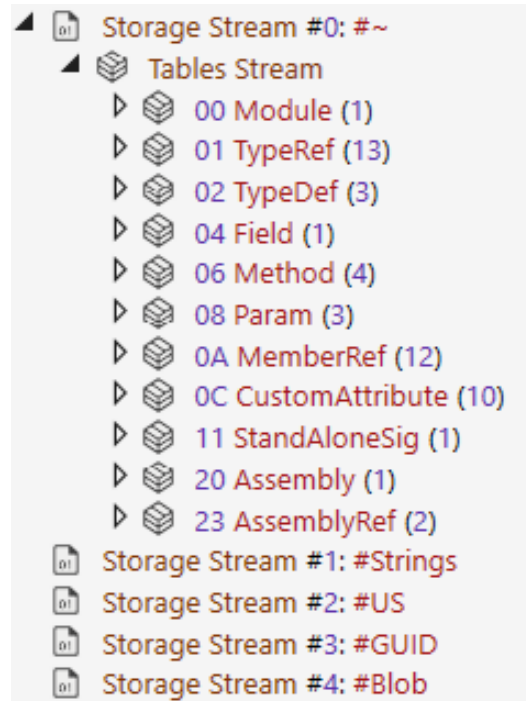 Storage Stream #0: #~
Tables Stream
00 Module (1)
01 TypeRef (13)
02 TypeDef (3)
04 Field (1)
06 Method (4)
08 Param (3)
0A MemberRef (12)
0C CustomAttribute (10)
11 StandAloneSig (1)
20 Assembly (1)
23 AssemblyRef (2)
Storage Stream #1: #Strings
Storage Stream #2: #US
Storage Stream #3: #GUID
Storage Stream #4: #Blob